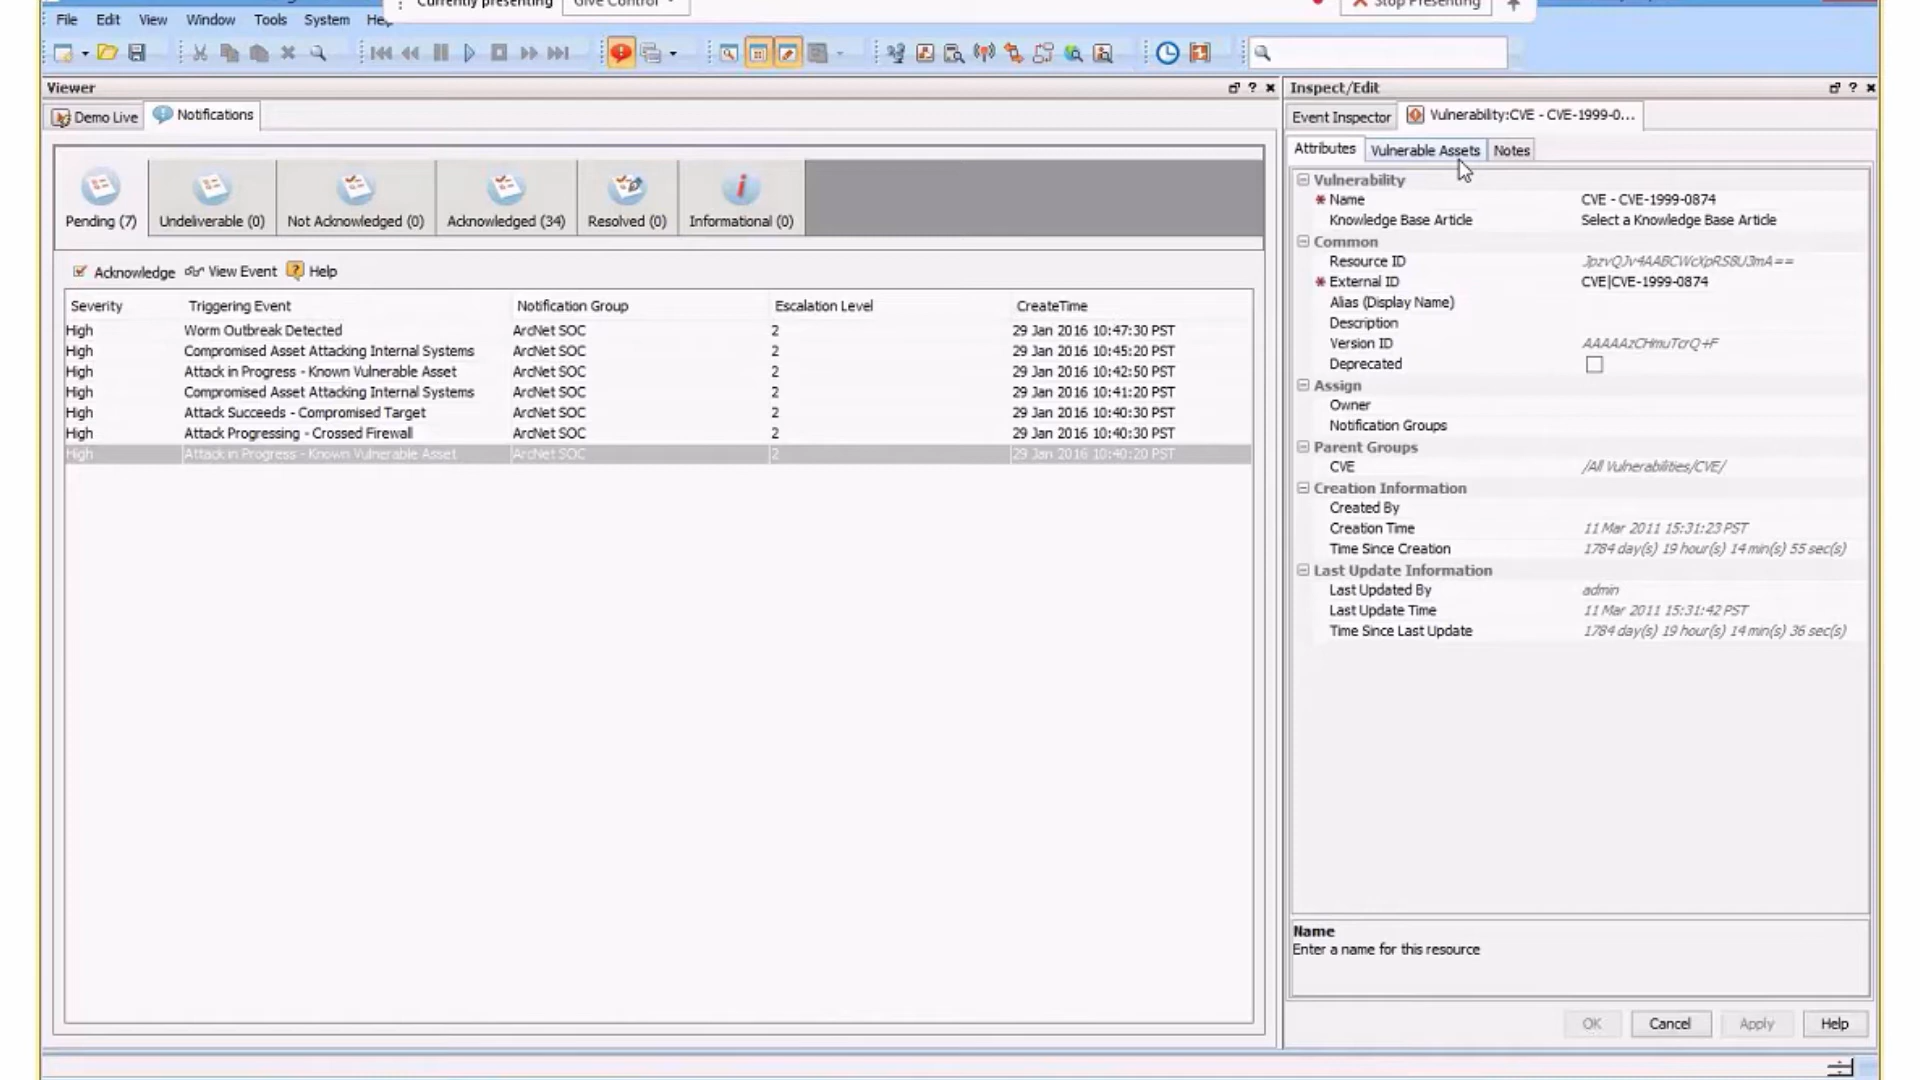 Currently presenting Give Control Stop Presenting
File Edit View Window Tools System
Viewer
Demo Live Notifications
Pending (7) Undeliverable (0) Not Acknowledged (0) Acknowledged (34) Resolved (0) Informational (0)
Acknowledge View Event Help
Severity Triggering Event Notification Group Escalation Level CreateTime
High Worm Outbreak Detected ArcNet SOC 2 29 Jan 2016 10:47:30 PST
High Compromised Asset Attacking Internal Systems ArcNet SOC 2 29 Jan 2016 10:45:20 PST
High Attack in Progress - Known Vulnerable Asset ArcNet SOC 2 29 Jan 2016 10:42:50 PST
High Compromised Asset Attacking Internal Systems ArcNet SOC 2 29 Jan 2016 10:41:20 PST
High Attack Succeeds - Compromised Target ArcNet SOC 2 29 Jan 2016 10:40:30 PST
High Attack Progressing - Crossed Firewall ArcNet SOC 2 29 Jan 2016 10:40:30 PST
High Attack in Progress - Known Vulnerable Asset ArcNet SOC 2 29 Jan 2016 10:40:20 PST
Inspect/Edit
Event Inspector Vulnerability:CVE - CVE-1999-0...
Attributes Vulnerable Assets Notes
Vulnerability
* Name CVE - CVE-1999-0874
Knowledge Base Article Select a Knowledge Base Article
Common
Resource ID
* External ID CVE|CVE-1999-0874
Alias (Display Name)
Description
Version ID
Deprecated
Assign
Owner
Notification Groups
Parent Groups
CVE /All Vulnerabilities/CVE/
Creation Information
Created By
Creation Time 11 Mar 2011 15:31:23 PST
Time Since Creation 1784 day(s) 19 hour(s) 14 min(s) 55 sec(s)
Last Update Information
Last Updated By admin
Last Update Time 11 Mar 2011 15:31:42 PST
Time Since Last Update 1784 day(s) 19 hour(s) 14 min(s) 36 sec(s)
Name
Enter a name for this resource
OK Cancel Apply Help